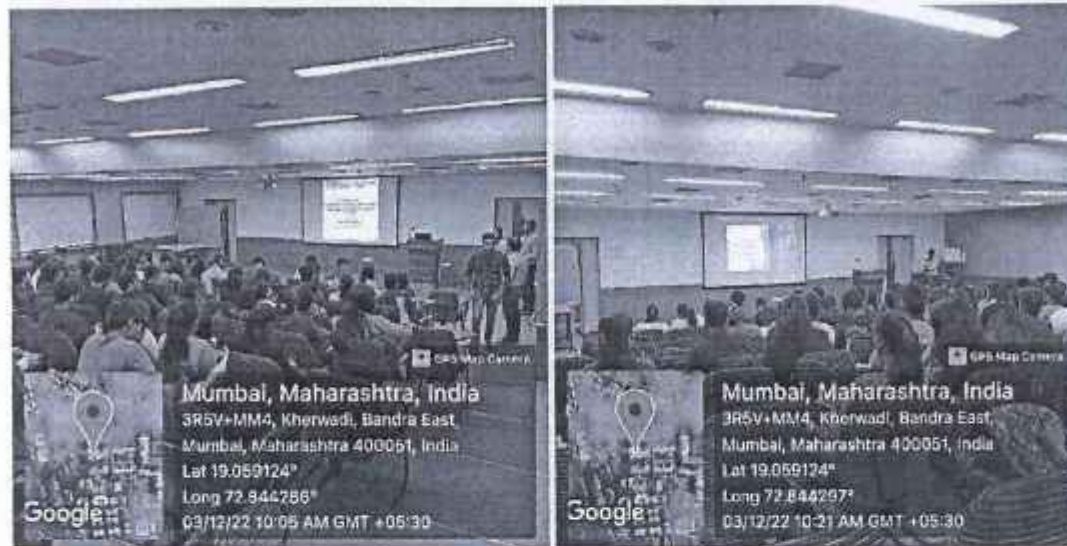 GPS Map Camera
Mumbai, Maharashtra, India
3R5V+MM4, Kherwadi, Bandra East,
Mumbai, Maharashtra 400051, India
Lat 19.059124°
Long 72.844286°
03/12/22 10:05 AM GMT +05:30
Google
GPS Map Camera
Mumbai, Maharashtra, India
3R5V+MM4, Kherwadi, Bandra East,
Mumbai, Maharashtra 400051, India
Lat 19.059124°
Long 72.844297°
03/12/22 10:21 AM GMT +05:30
Google